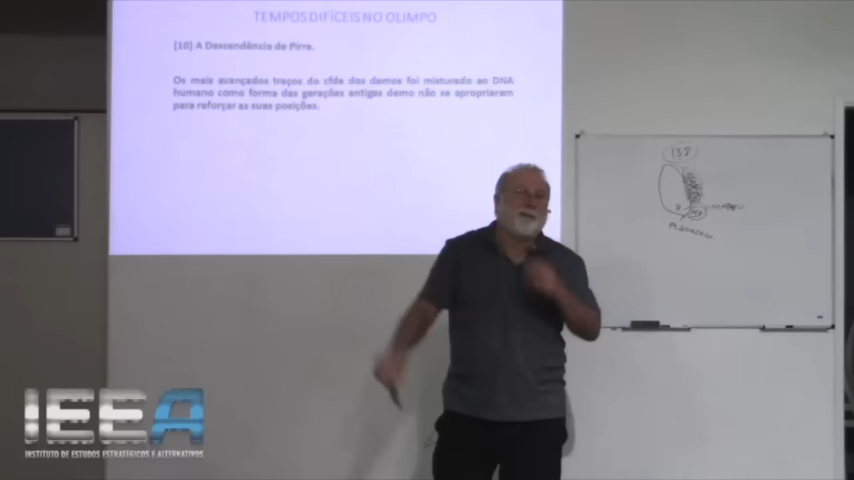 TEMPOS DIFÍCEIS NO OLIMPO
(10) A Descendência de Pirra.
Os mais avançados traços do cfda dos demos foi misturado ao DNA
humano como forma das gerações antigas demo não se apropriarem
para reforçar as suas posições.
138
IEEA
INSTITUTO DE ESTUDOS ESTRATÉGICOS E ALTERNATIVOS